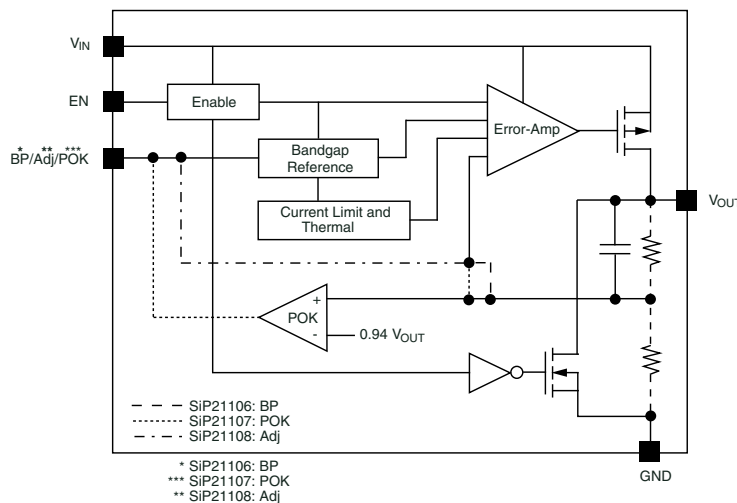 VIN
EN
Enable
* ** ***
BP/Adj/POK
Bandgap
Reference
Current Limit and
Thermal
Error-Amp
VOUT
+
POK
-
0.94 VOUT
SiP21106: BP
SiP21107: POK
SiP21108: Adj
GND
* SiP21106: BP
*** SiP21107: POK
** SiP21108: Adj